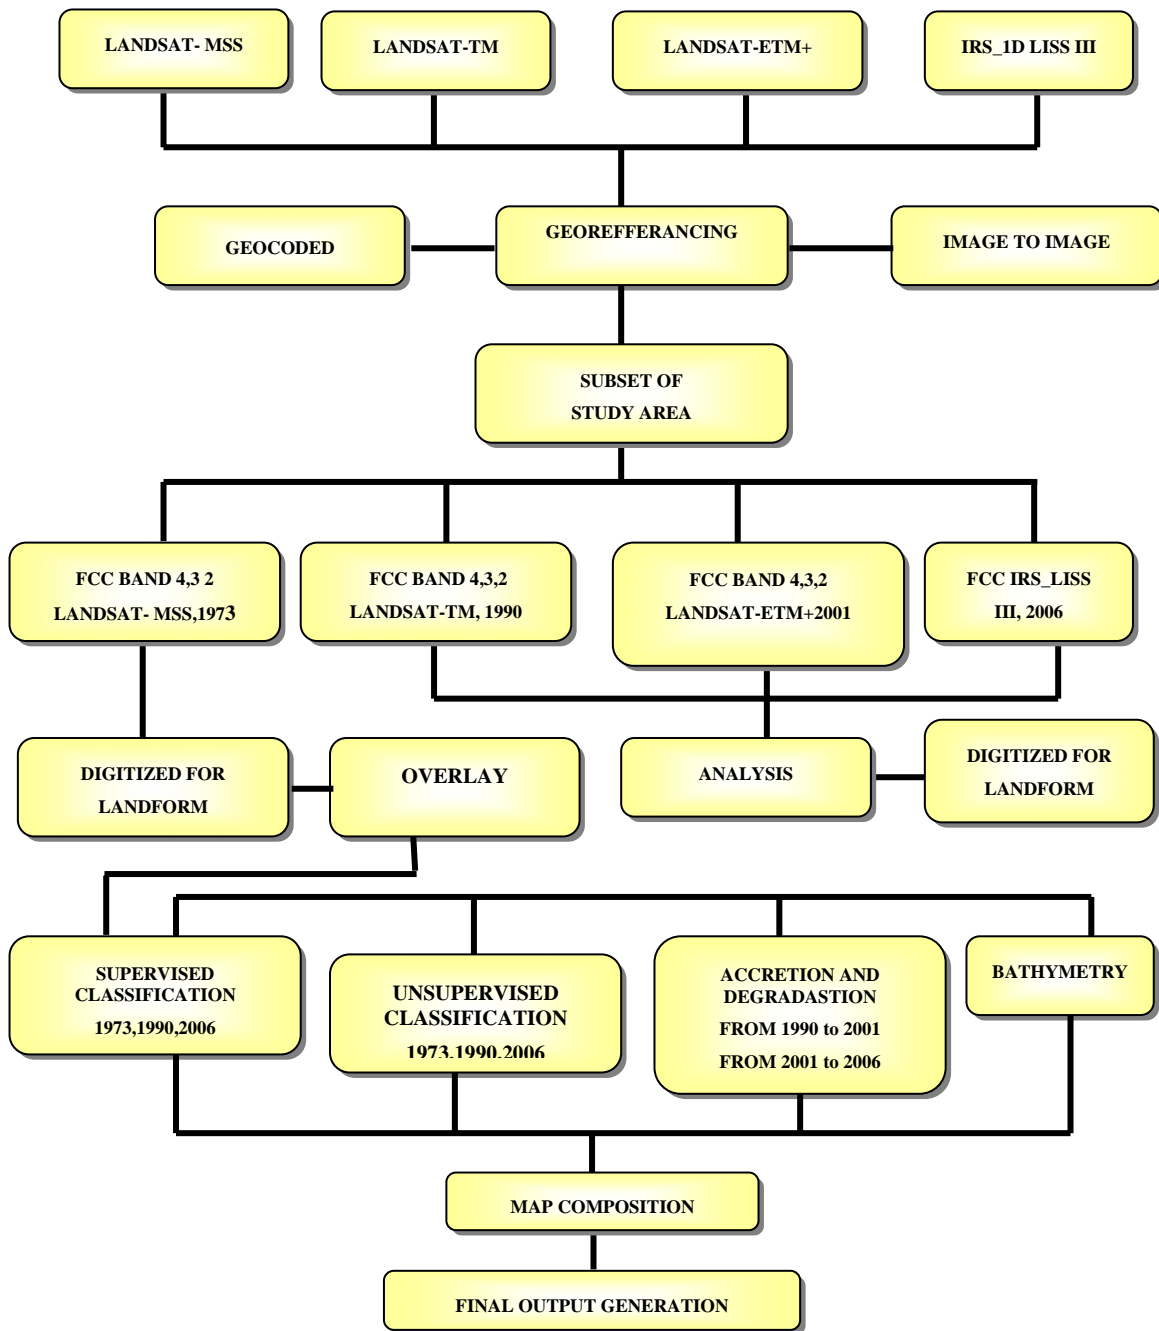 LANDSAT- MSS
LANDSAT-TM
LANDSAT-ETM+
IRS_1D LISS III
GEOCODED
GEOREFFERANCING
IMAGE TO IMAGE
SUBSET OF
STUDY AREA
FCC BAND 4,3 2
LANDSAT- MSS,1973
FCC BAND 4,3,2
LANDSAT-TM, 1990
FCC BAND 4,3,2
LANDSAT-ETM+2001
FCC IRS_LISS
III, 2006
DIGITIZED FOR
LANDFORM
OVERLAY
ANALYSIS
DIGITIZED FOR
LANDFORM
SUPERVISED
CLASSIFICATION
1973,1990,2006
UNSUPERVISED
CLASSIFICATION
1973,1990,2006
ACCRETION AND
DEGRADASTION
FROM 1990 to 2001
FROM 2001 to 2006
BATHYMETRY
MAP COMPOSITION
FINAL OUTPUT GENERATION